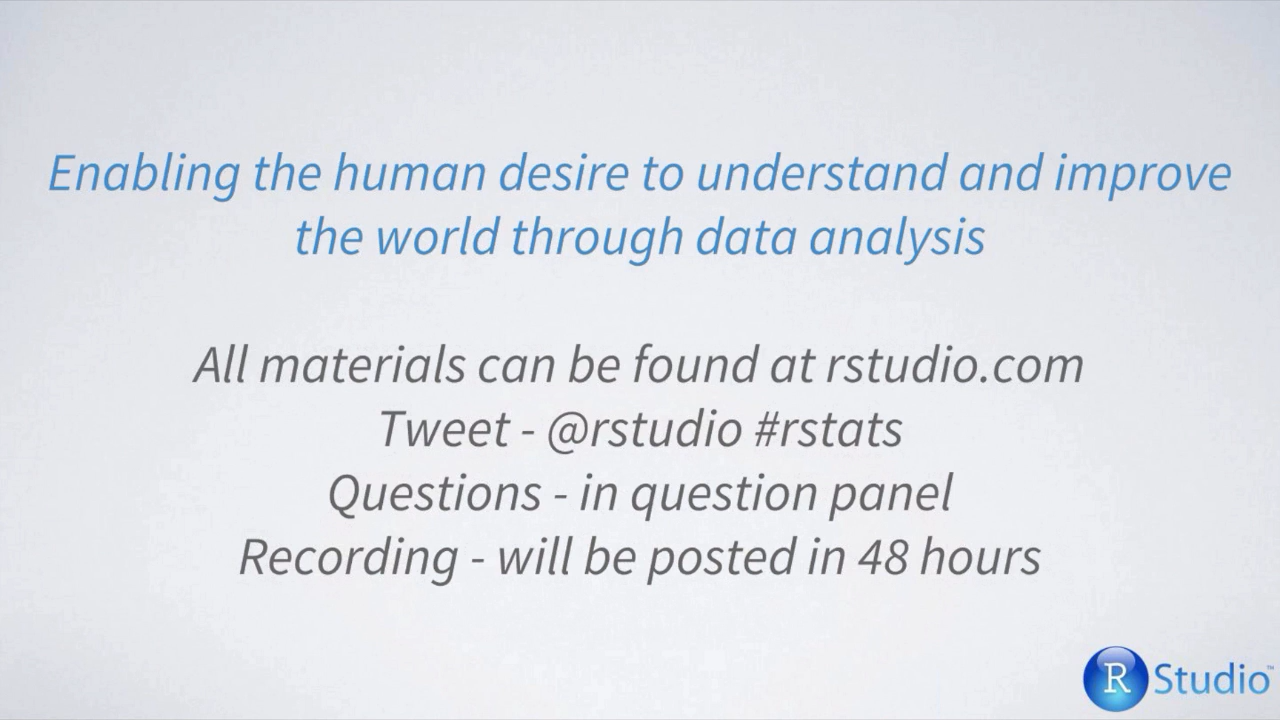 Enabling the human desire to understand and improve
the world through data analysis
All materials can be found at rstudio.com
Tweet - @rstudio #rstats
Questions - in question panel
Recording - will be posted in 48 hours
R Studio™